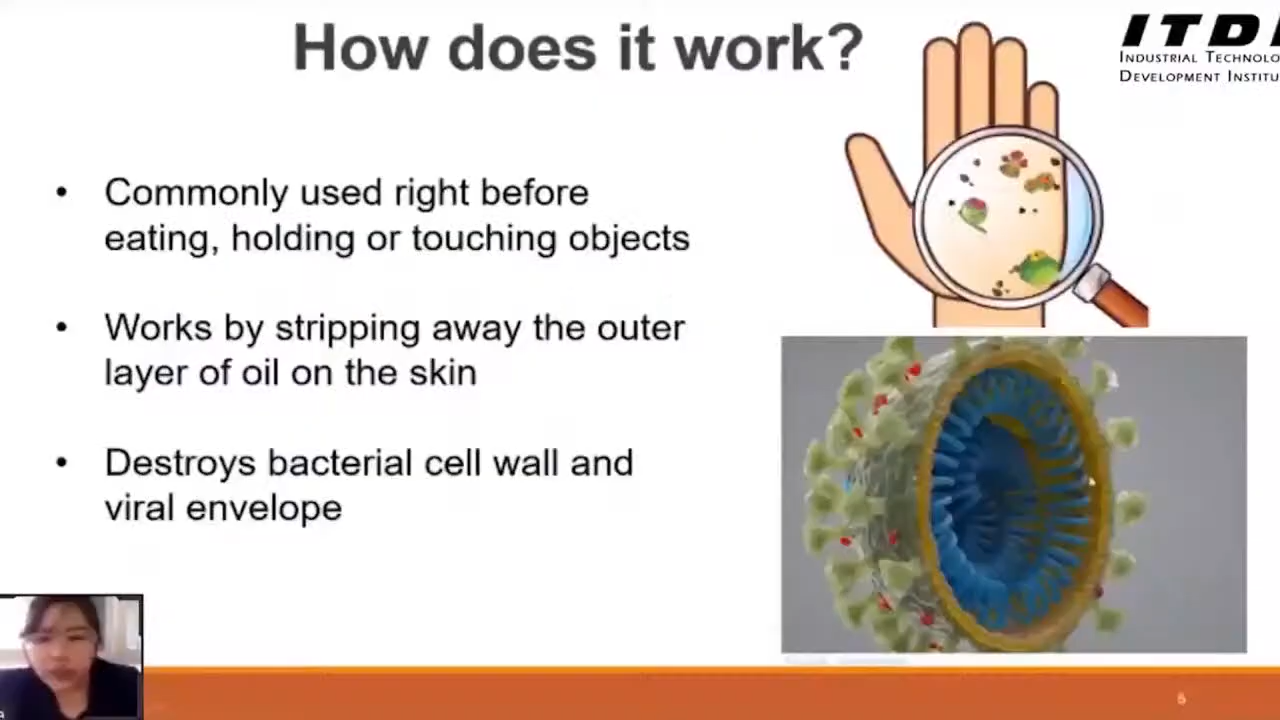 How does it work?
ITDI
INDUSTRIAL TECHNOLO
DEVELOPMENT INSTITU
• Commonly used right before
eating, holding or touching objects
• Works by stripping away the outer
layer of oil on the skin
• Destroys bacterial cell wall and
viral envelope
6